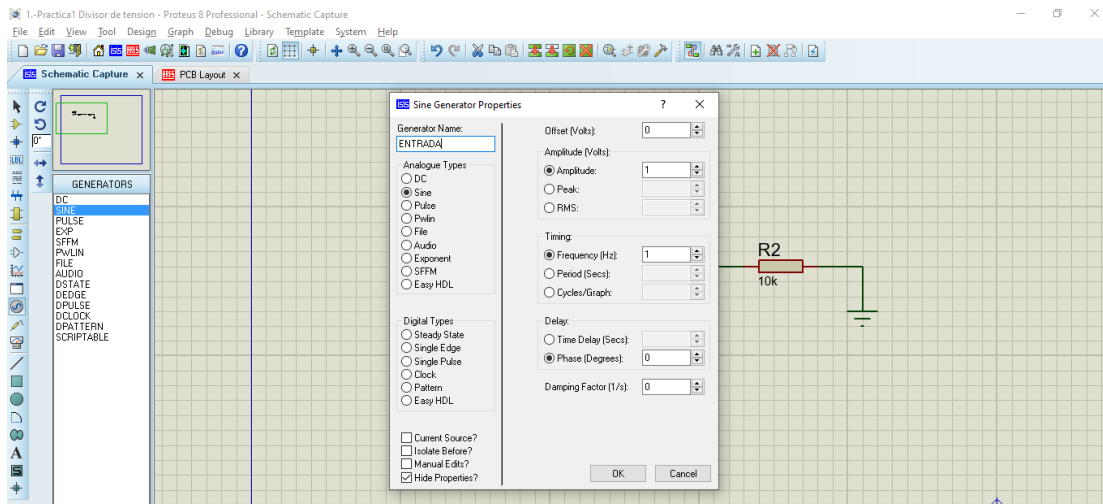 1.-Practica1 Divisor de tension - Proteus 8 Professional - Schematic Capture
File Edit View Tool Design Graph Debug Library Template System Help
ISIS Schematic Capture x ARES PCB Layout x
0°
LBL
A
S
GENERATORS
DC
SINE
PULSE
EXP
SFFM
PWLIN
FILE
AUDIO
DSTATE
DEDGE
DPULSE
DCLOCK
DPATTERN
SCRIPTABLE
ISIS Sine Generator Properties ? ×
Generator Name:
ENTRADA
Analogue Types
DC
Sine
Pulse
Pwlin
File
Audio
Exponent
SFFM
Easy HDL
Digital Types
Steady State
Single Edge
Single Pulse
Clock
Pattern
Easy HDL
Current Source?
Isolate Before?
Manual Edits?
Hide Properties?
Offset (Volts): 0
Amplitude (Volts):
Amplitude: 1
Peak:
RMS:
Timing:
Frequency (Hz): 1
Period (Secs):
Cycles/Graph:
Delay:
Time Delay (Secs):
Phase (Degrees): 0
Damping Factor (1/s): 0
OK Cancel
R2
10k